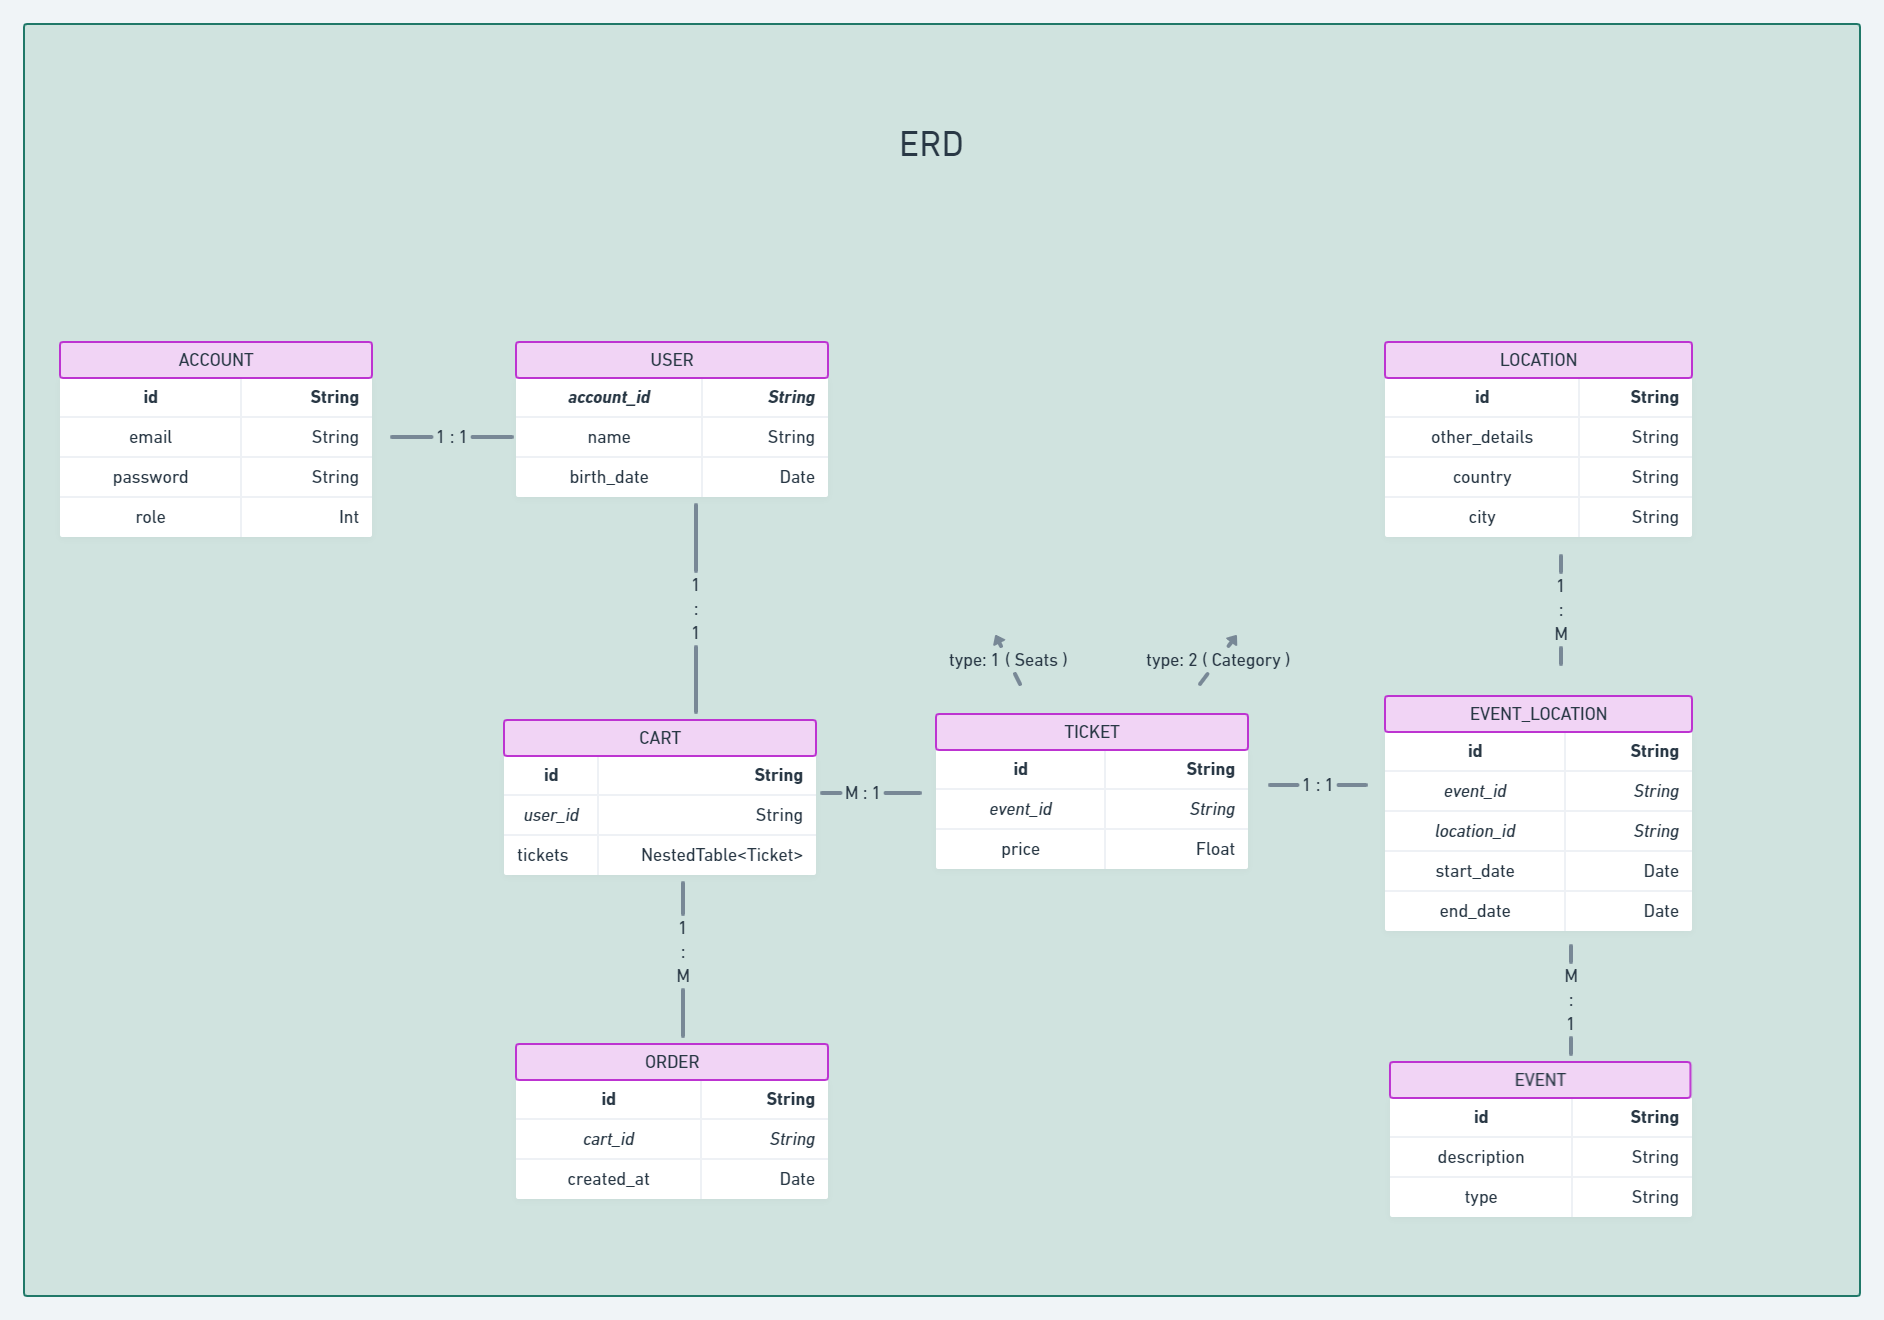 ERD
ACCOUNT
id String
email String
password String
role Int
1 : 1
USER
account_id String
name String
birth_date Date
1
:
1
LOCATION
id String
other_details String
country String
city String
1
:
M
type: 1 ( Seats )
type: 2 ( Category )
CART
id String
user_id String
tickets NestedTable<Ticket>
M : 1
TICKET
id String
event_id String
price Float
1 : 1
EVENT_LOCATION
id String
event_id String
location_id String
start_date Date
end_date Date
1
:
M
M
:
1
ORDER
id String
cart_id String
created_at Date
EVENT
id String
description String
type String